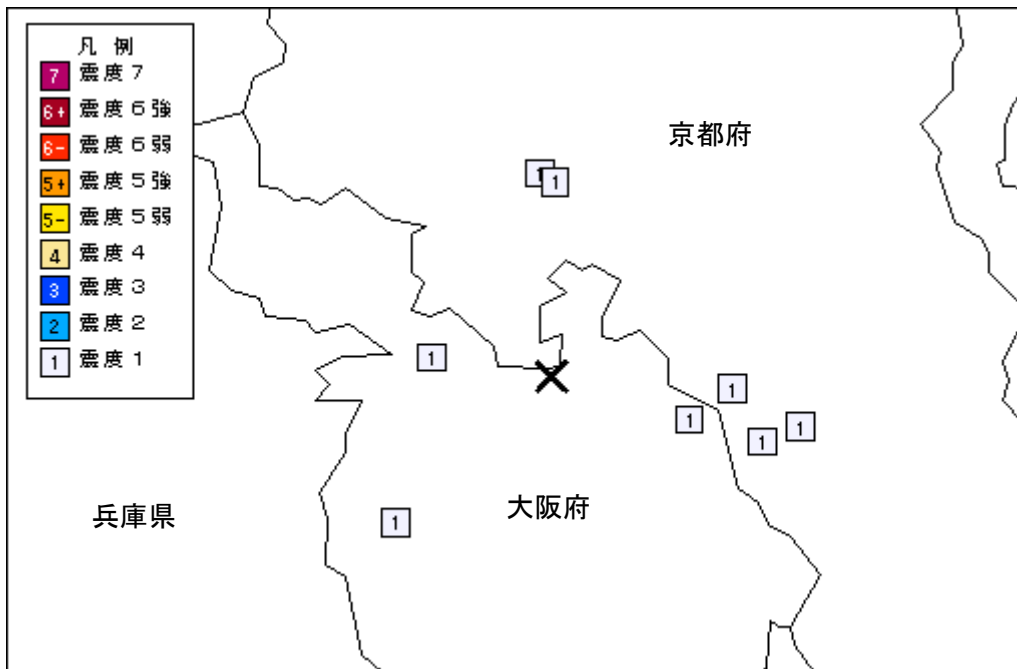 凡 例
7 震度7
6+ 震度6強
6- 震度6弱
5+ 震度5強
5- 震度5弱
4 震度4
3 震度3
2 震度2
1 震度1
京都府
1
1
1
1
1
1
1
兵庫県
大阪府
1